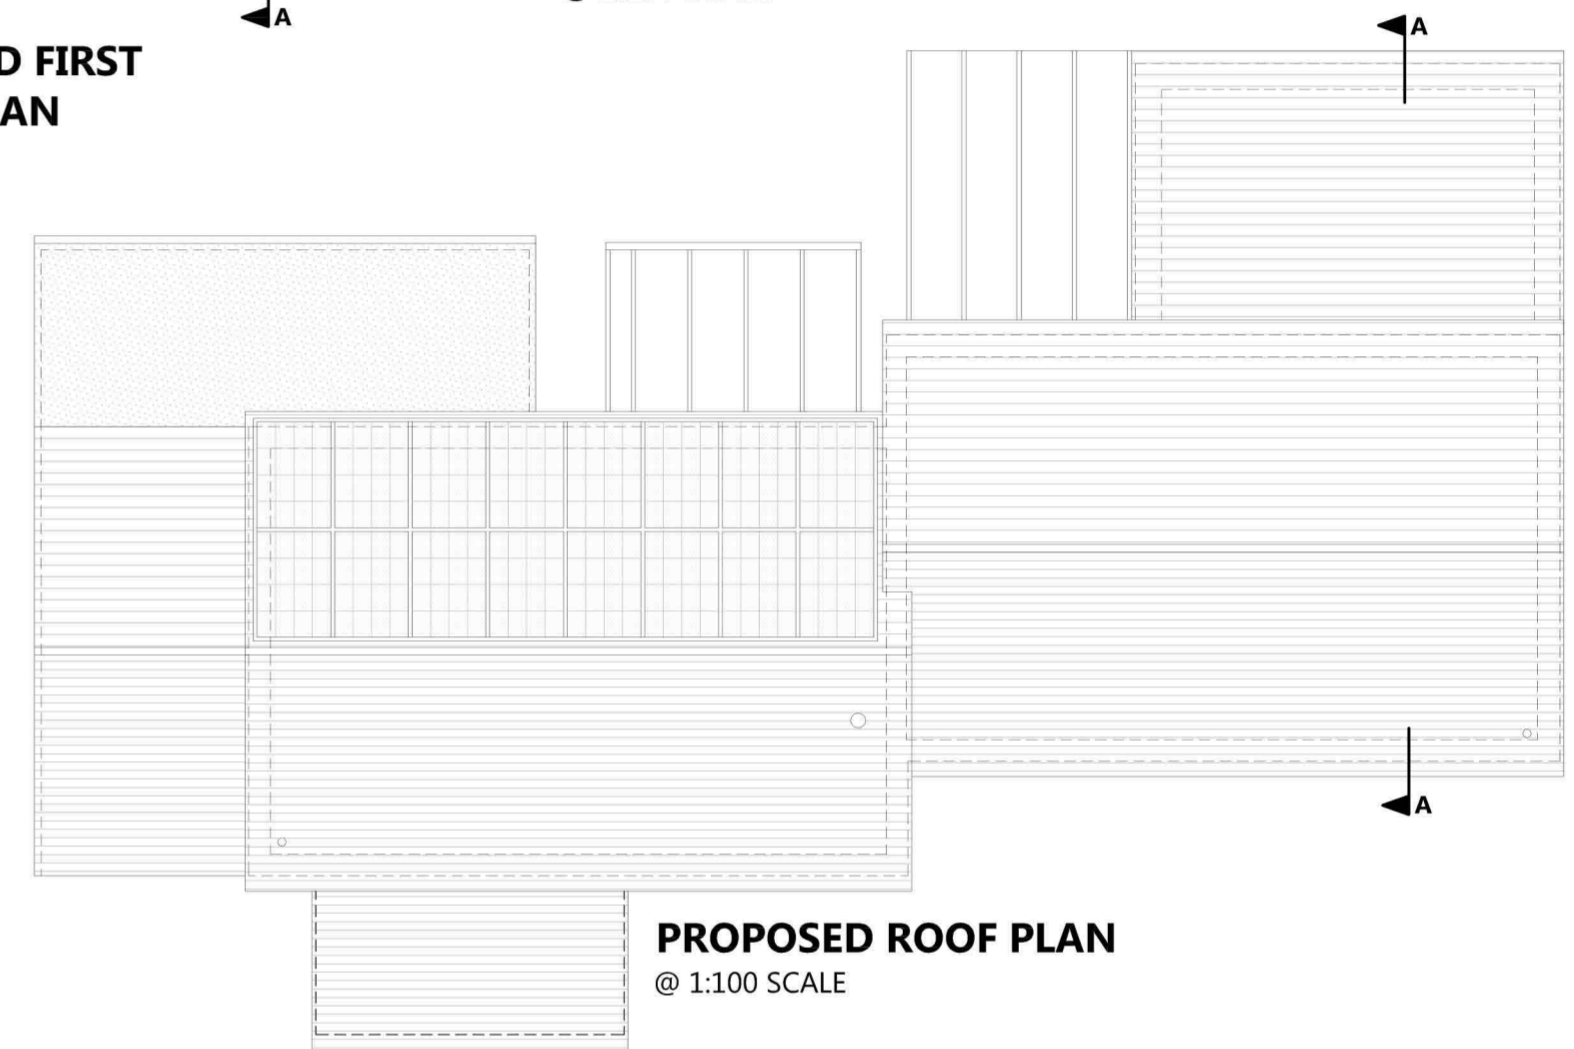 A
A
D FIRST
AN
PROPOSED ROOF PLAN
@ 1:100 SCALE
A